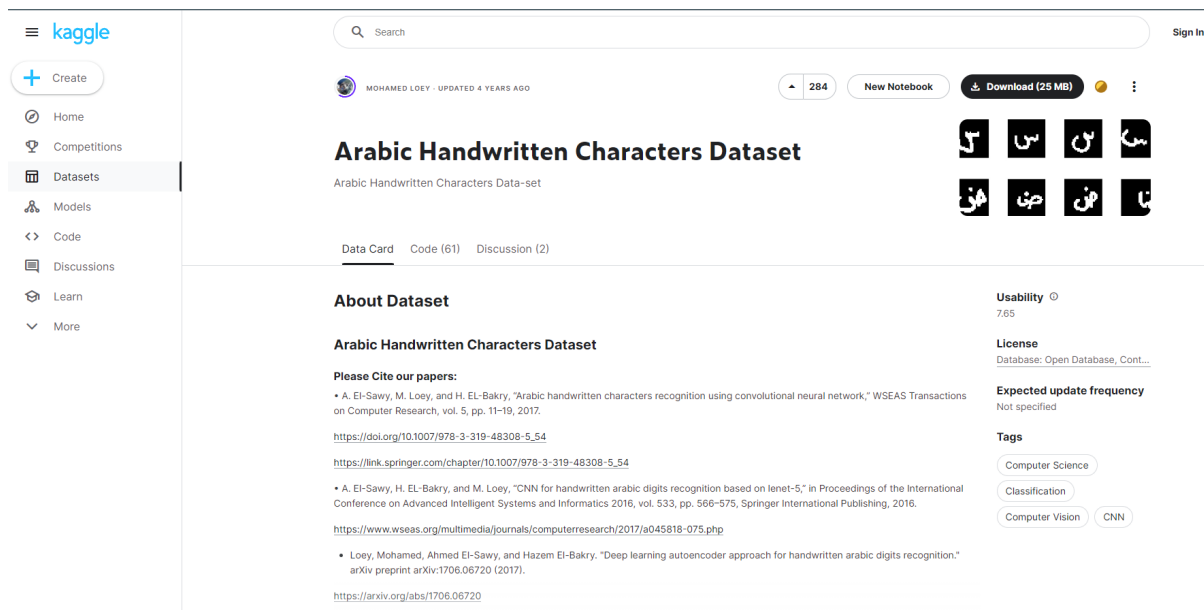 kaggle
Search
Sign In
Create
Home
Competitions
Datasets
Models
Code
Discussions
Learn
More
MOHAMED LOEY · UPDATED 4 YEARS AGO
284
New Notebook
Download (25 MB)
Arabic Handwritten Characters Dataset
Arabic Handwritten Characters Data-set
س س س
ض ض ض
Data Card Code (61) Discussion (2)
About Dataset
Arabic Handwritten Characters Dataset
Please Cite our papers:
• A. El-Sawy, M. Loey, and H. EL-Bakry, “Arabic handwritten characters recognition using convolutional neural network,” WSEAS Transactions
on Computer Research, vol. 5, pp. 11–19, 2017.
https://doi.org/10.1007/978-3-319-48308-5_54
https://link.springer.com/chapter/10.1007/978-3-319-48308-5_54
• A. El-Sawy, H. EL-Bakry, and M. Loey, “CNN for handwritten arabic digits recognition based on lenet-5,” in Proceedings of the International
Conference on Advanced Intelligent Systems and Informatics 2016, vol. 533, pp. 566–575, Springer International Publishing, 2016.
https://www.wseas.org/multimedia/journals/computerresearch/2017/a045818-075.php
• Loey, Mohamed, Ahmed El-Sawy, and Hazem El-Bakry. "Deep learning autoencoder approach for handwritten arabic digits recognition."
arXiv preprint arXiv:1706.06720 (2017).
https://arxiv.org/abs/1706.06720
Usability
7.65
License
Database: Open Database, Cont...
Expected update frequency
Not specified
Tags
Computer Science
Classification
Computer Vision
CNN